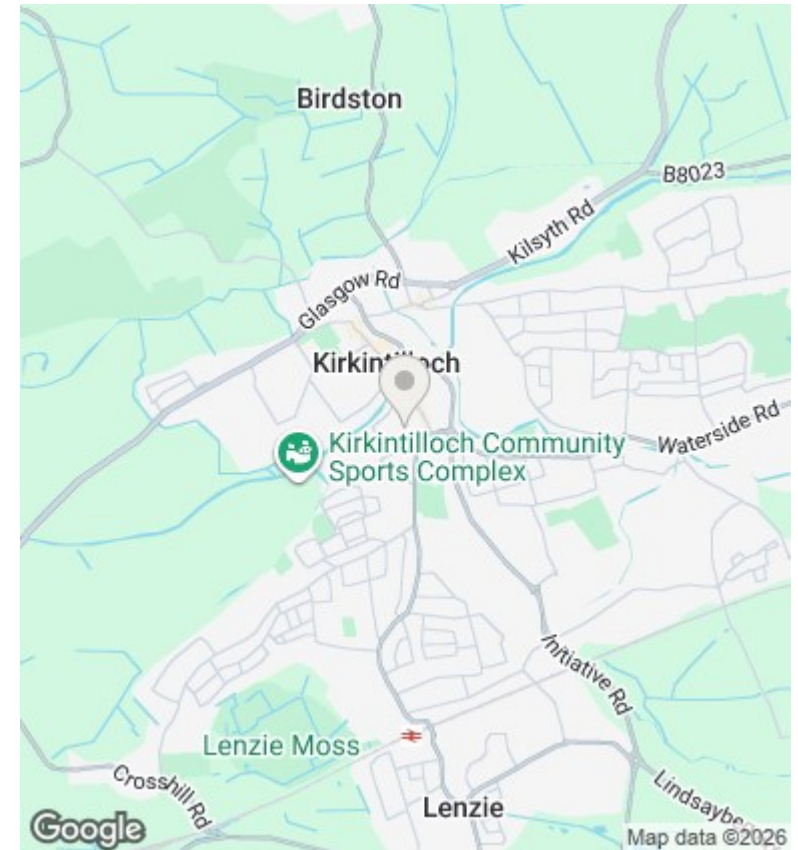 Birdston
B8023
Kilsyth Rd
Glasgow Rd
Kirkintilloch
Waterside Rd
Kirkintilloch Community
Sports Complex
Initiative Rd
Lenzie Moss
Crosshill Rd
Lenzie
Google
Map data ©2026